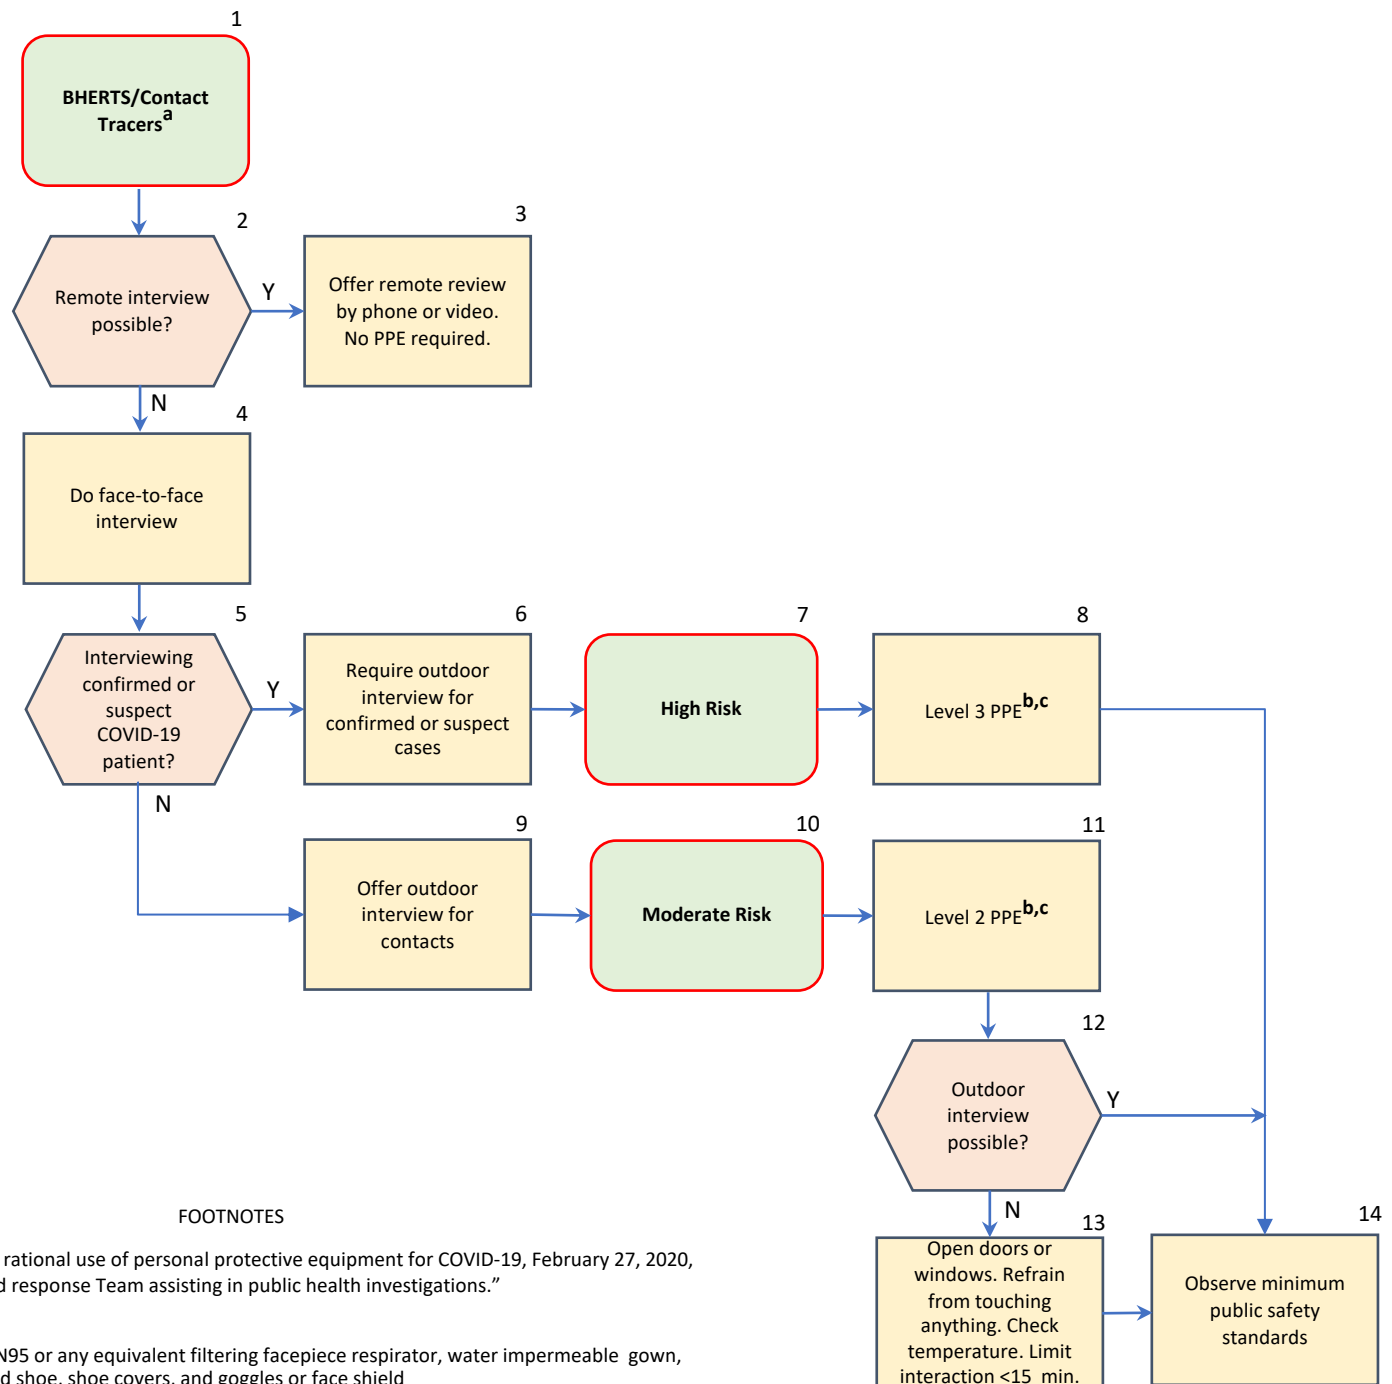 1
BHERTS/Contact
Tracersa
2
Remote interview
possible?
Y
3
Offer remote review
by phone or video.
No PPE required.
N
4
Do face-to-face
interview
5
Interviewing
confirmed or
suspect
COVID-19
patient?
Y
6
Require outdoor
interview for
confirmed or suspect
cases
7
High Risk
8
Level 3 PPEb,c
N
9
Offer outdoor
interview for
contacts
10
Moderate Risk
11
Level 2 PPEb,c
12
Outdoor
interview
possible?
Y
N
13
Open doors or
windows. Refrain
from touching
anything. Check
temperature. Limit
interaction <15 min.
14
Observe minimum
public safety
standards
FOOTNOTES
rational use of personal protective equipment for COVID-19, February 27, 2020,
response Team assisting in public health investigations.”
N95 or any equivalent filtering facepiece respirator, water impermeable gown,
shoe, shoe covers, and goggles or face shield